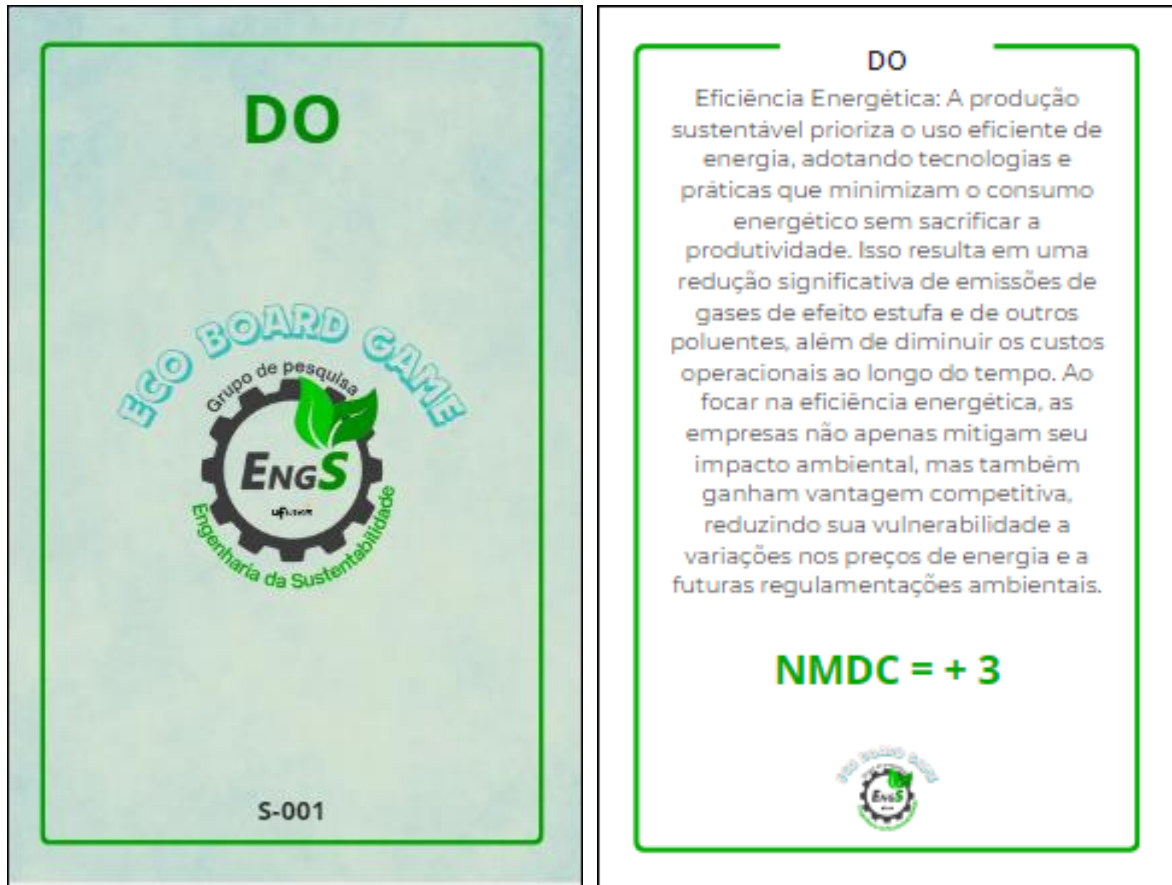 DO
ECO BOARD GAME
Grupo de pesquisa
ENGS
Engenharia da Sustentabilidade
S-001
DO
Eficiência Energética: A produção
sustentável prioriza o uso eficiente de
energia, adotando tecnologias e
práticas que minimizam o consumo
energético sem sacrificar a
produtividade. Isso resulta em uma
redução significativa de emissões de
gases de efeito estufa e de outros
poluentes, além de diminuir os custos
operacionais ao longo do tempo. Ao
focar na eficiência energética, as
empresas não apenas mitigam seu
impacto ambiental, mas também
ganham vantagem competitiva,
reduzindo sua vulnerabilidade a
variações nos preços de energia e a
futuras regulamentações ambientais.
NMDC = + 3
ECO BOARD GAME
ENGS